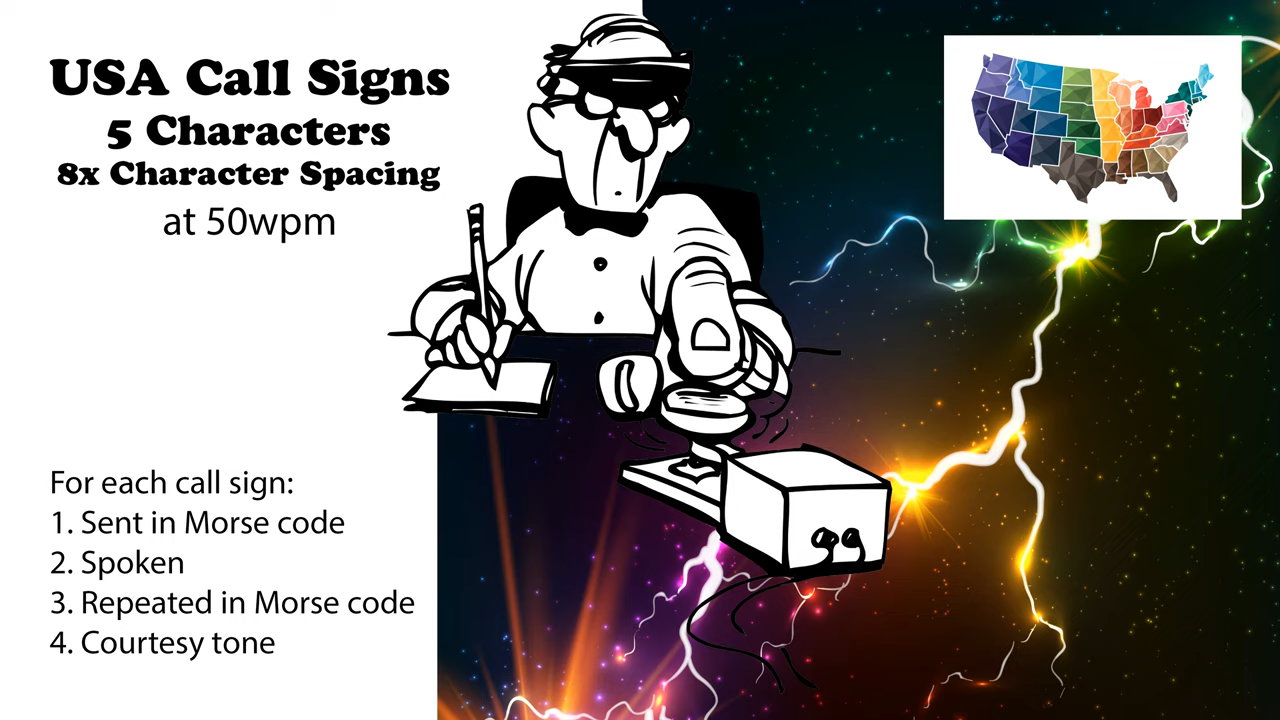 USA Call Signs
5 Characters
8x Character Spacing
at 50wpm
For each call sign:
1. Sent in Morse code
2. Spoken
3. Repeated in Morse code
4. Courtesy tone